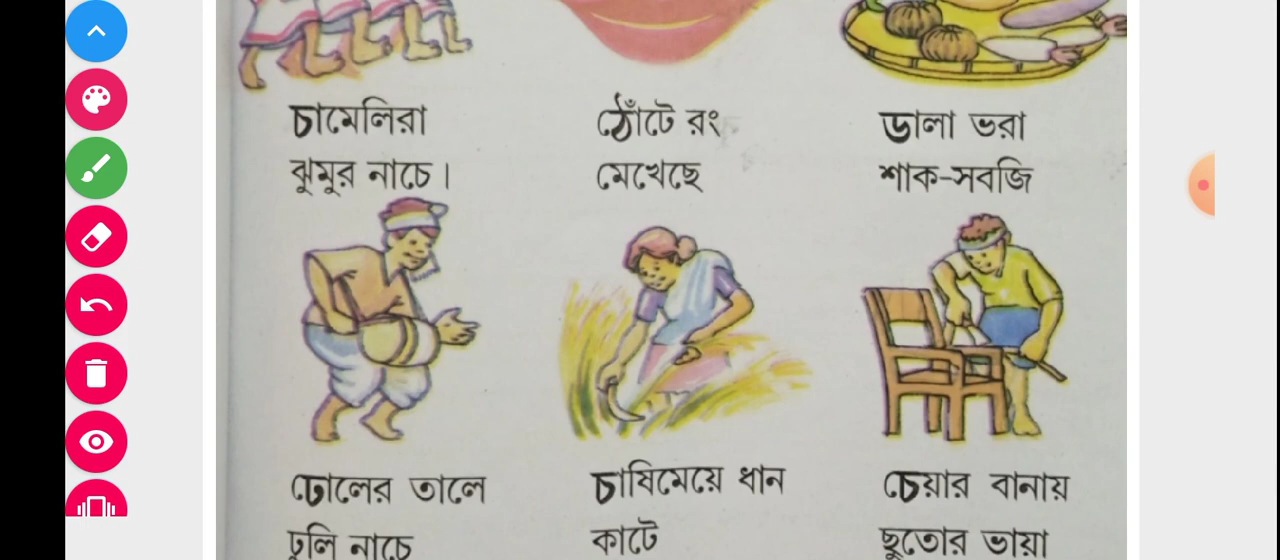 চামেলিরা
ঝুমুর নাচে।
ঠোঁটে রং
মেখেছে
ডালা ভরা
শাক-সবজি
ঢোলের তালে
ঢুলি নাচে
চাষিমেয়ে ধান
কাটে
চেয়ার বানায়
ছুতোর ভায়া